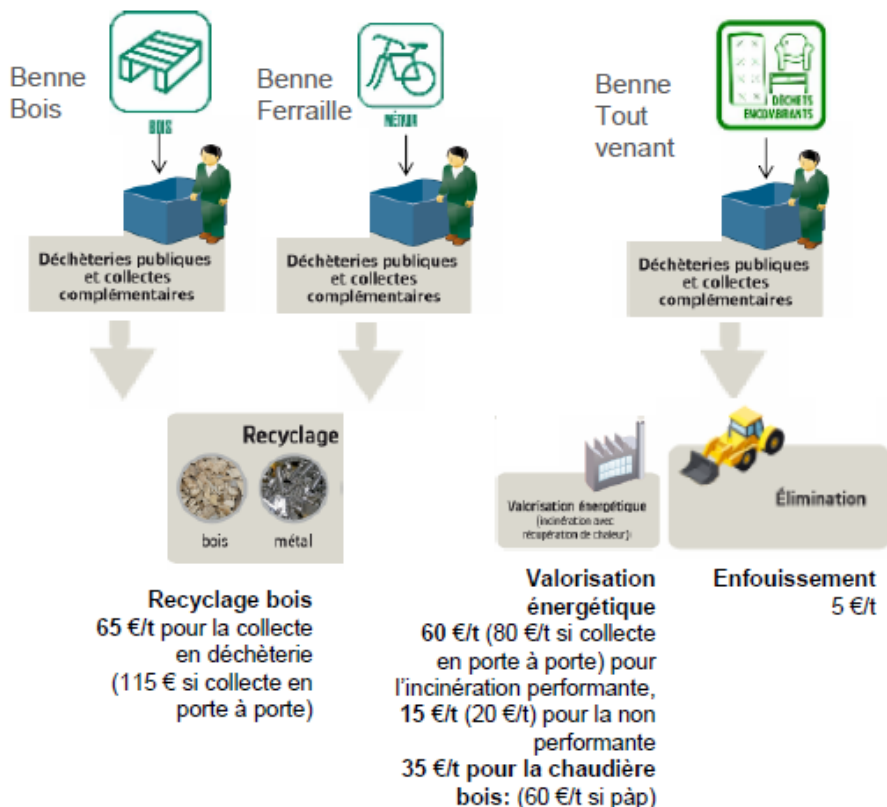 Benne
Bois
BOIS
Benne
Ferraille
MÉTAUX
Benne
Tout
venant
DÉCHETS
ENCOMBRANTS
Déchèteries publiques
et collectes
complémentaires
Déchèteries publiques
et collectes
complémentaires
Déchèteries publiques
et collectes
complémentaires
Recyclage
bois
métal
Valorisation énergétique
(incinération avec
récupération de chaleur)
Élimination
Recyclage bois
65 €/t pour la collecte
en déchèterie
(115 € si collecte en
porte à porte)
Valorisation
énergétique
60 €/t (80 €/t si collecte
en porte à porte) pour
l'incinération performante,
15 €/t (20 €/t) pour la non
performante
35 €/t pour la chaudière
bois: (60 €/t si pàp)
Enfouissement
5 €/t